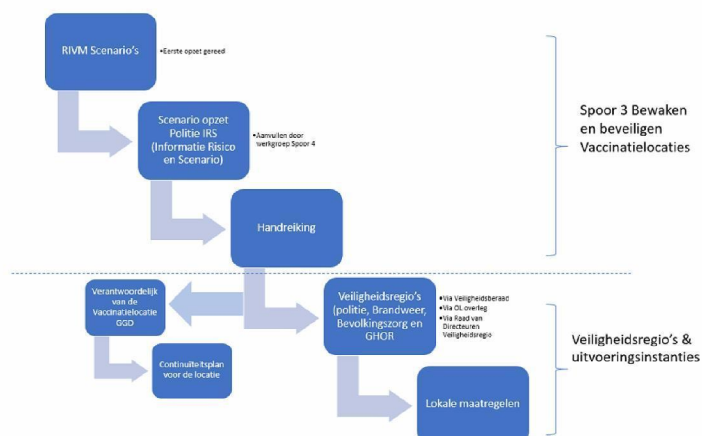 RIVM Scenario's
•Eerste opzet gereed
Scenario opzet
Politie IRS
(Informatie Risico
en Scenario)
•Aanvullen door
werkgroep Spoor 4
Handreiking
Spoor 3 Bewaken
en beveiligen
Vaccinatielocaties
Verantwoordelijk
van de
Vaccinatielocatie
GGD
Continuïteitsplan
voor de locatie
Veiligheidsregio's
(politie, Brandweer,
Bevolkingszorg en
GHOR
•Via Veiligheidsberaad
•Via OL overleg
•Via Raad van
Directeuren
Veiligheidsregio
Lokale maatregelen
Veiligheidsregio's &
uitvoeringsinstanties